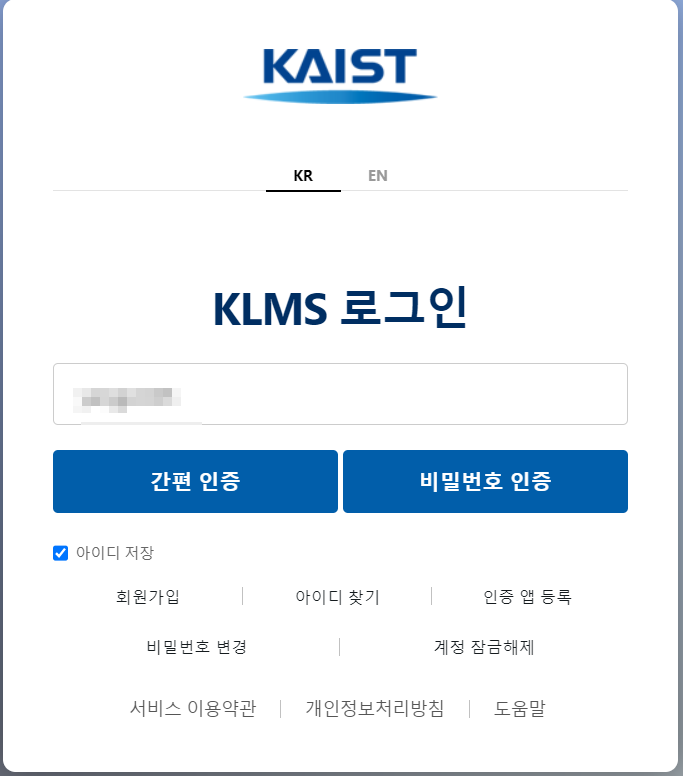 KAIST
KR EN
KLMS 로그인
간편 인증 비밀번호 인증
아이디 저장
회원가입 아이디 찾기 인증 앱 등록
비밀번호 변경 계정 잠금해제
서비스 이용약관 개인정보처리방침 도움말